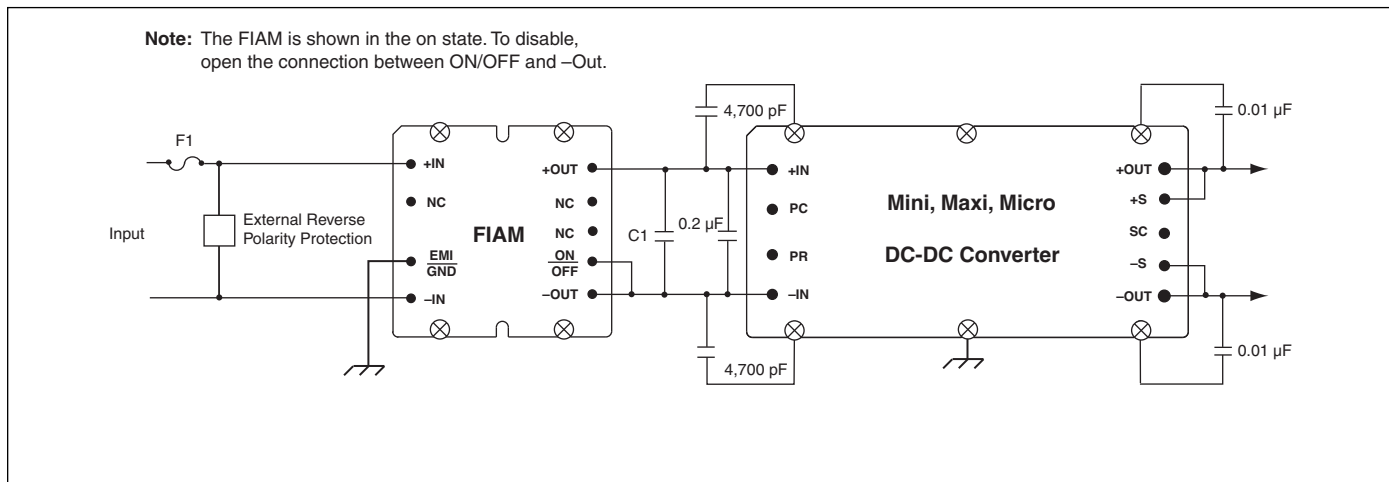 Note: The FIAM is shown in the on state. To disable,
open the connection between ON/OFF and –Out.
F1
Input
External Reverse
Polarity Protection
+IN
NC
EMI
GND
–IN
FIAM
+OUT
NC
NC
ON
OFF
–OUT
C1
0.2 µF
4,700 pF
4,700 pF
+IN
PC
PR
–IN
Mini, Maxi, Micro
DC-DC Converter
+OUT
+S
SC
–S
–OUT
0.01 µF
0.01 µF